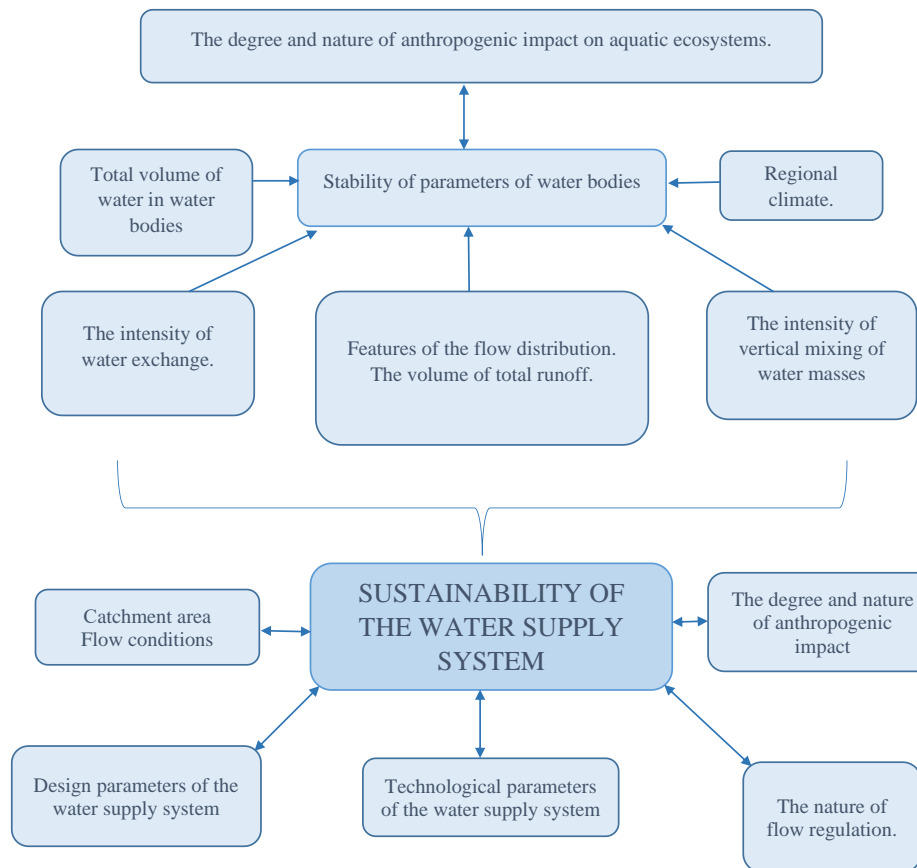 The degree and nature of anthropogenic impact on aquatic ecosystems.
Total volume of
water in water
bodies
Stability of parameters of water bodies
Regional
climate.
The intensity of
water exchange.
Features of the flow distribution.
The volume of total runoff.
The intensity of
vertical mixing of
water masses
SUSTAINABILITY OF
THE WATER SUPPLY
SYSTEM
Catchment area
Flow conditions
The degree and nature
of anthropogenic
impact
Design parameters of the
water supply system
Technological parameters
of the water supply system
The nature of
flow regulation.